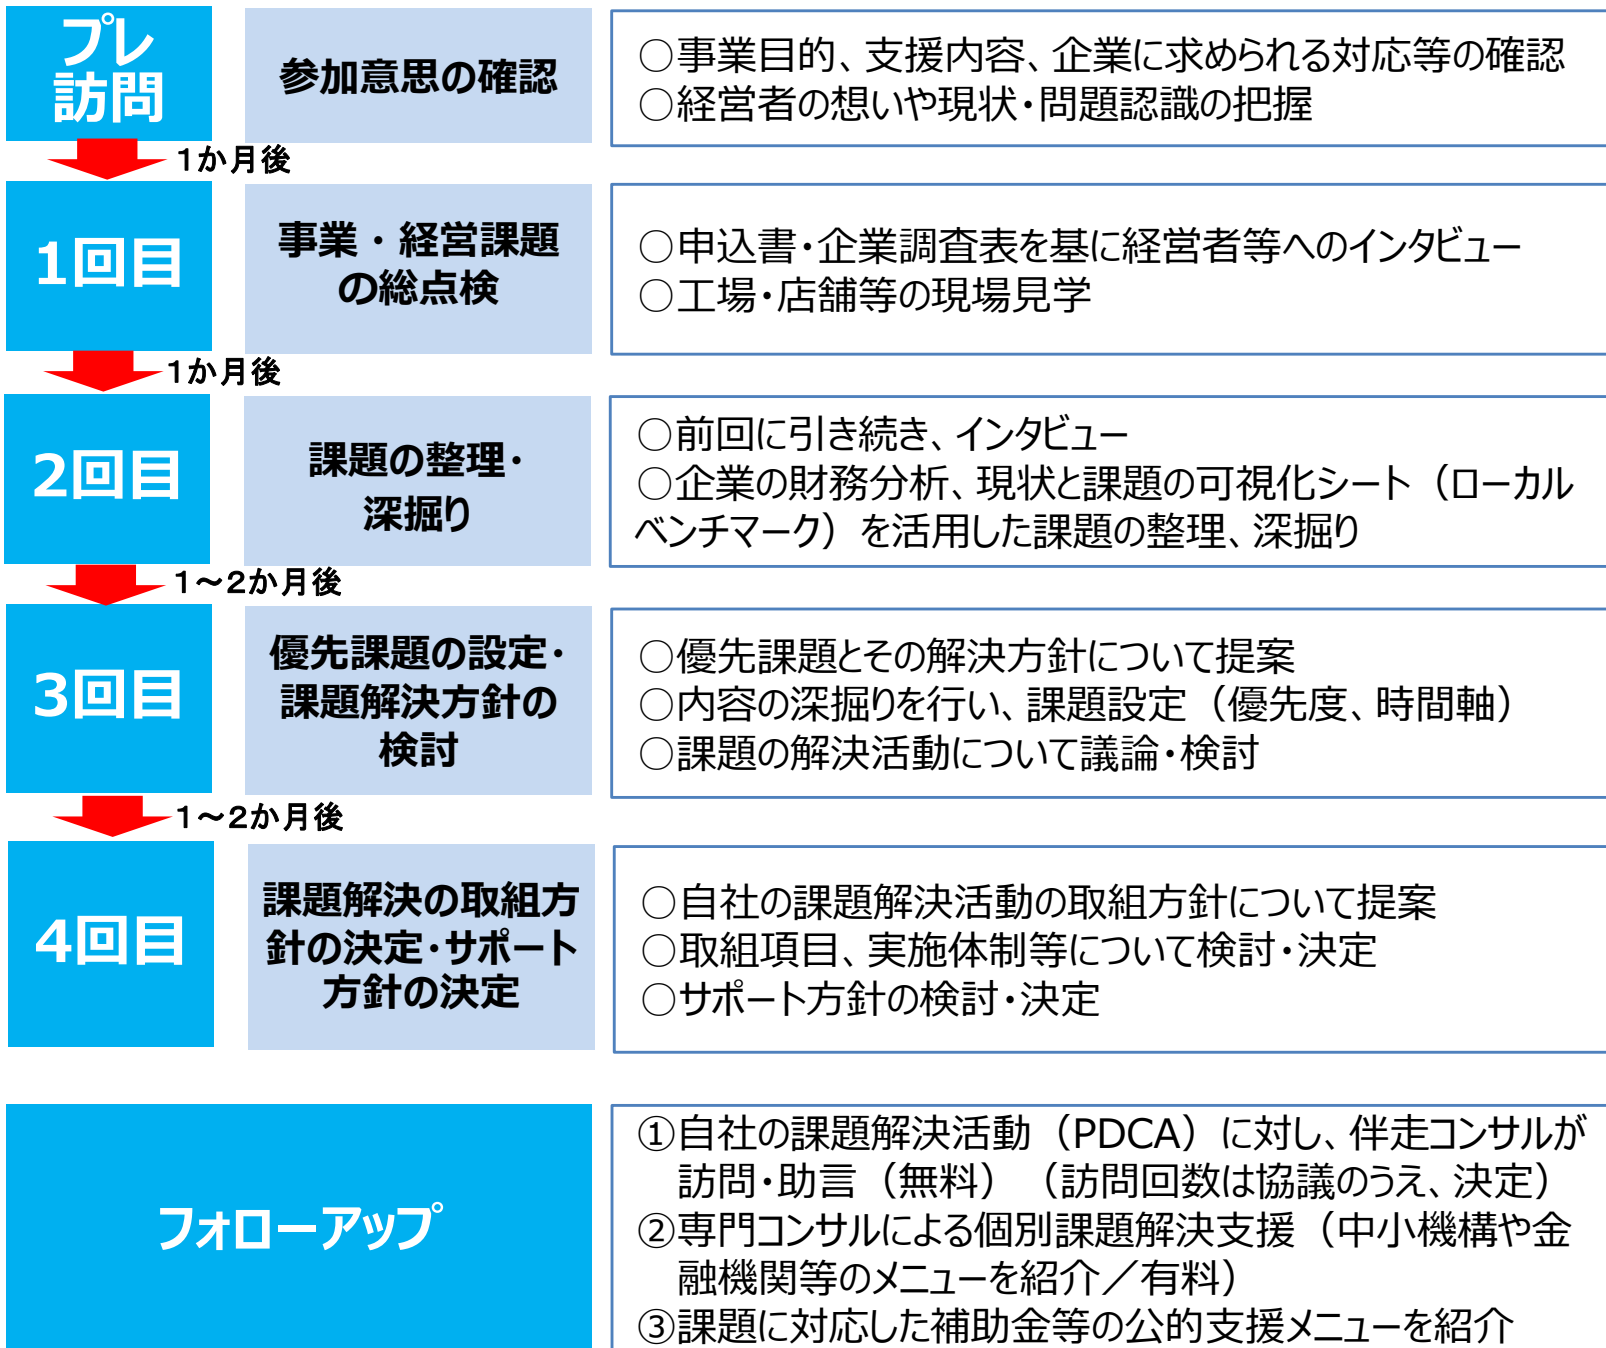 プレ
訪問
参加意思の確認
○事業目的、支援内容、企業に求められる対応等の確認
○経営者の想いや現状・問題認識の把握
1か月後
1回目
事業・経営課題
の総点検
○申込書・企業調査表を基に経営者等へのインタビュー
○工場・店舗等の現場見学
1か月後
2回目
課題の整理・
深掘り
○前回に引き続き、インタビュー
○企業の財務分析、現状と課題の可視化シート（ローカル
ベンチマーク）を活用した課題の整理、深掘り
1～2か月後
3回目
優先課題の設定・
課題解決方針の
検討
○優先課題とその解決方針について提案
○内容の深掘りを行い、課題設定（優先度、時間軸）
○課題の解決活動について議論・検討
1～2か月後
4回目
課題解決の取組方
針の決定・サポート
方針の決定
○自社の課題解決活動の取組方針について提案
○取組項目、実施体制等について検討・決定
○サポート方針の検討・決定
フォローアップ
①自社の課題解決活動（PDCA）に対し、伴走コンサルが
訪問・助言（無料）（訪問回数は協議のうえ、決定）
②専門コンサルによる個別課題解決支援（中小機構や金
融機関等のメニューを紹介／有料）
③課題に対応した補助金等の公的支援メニューを紹介